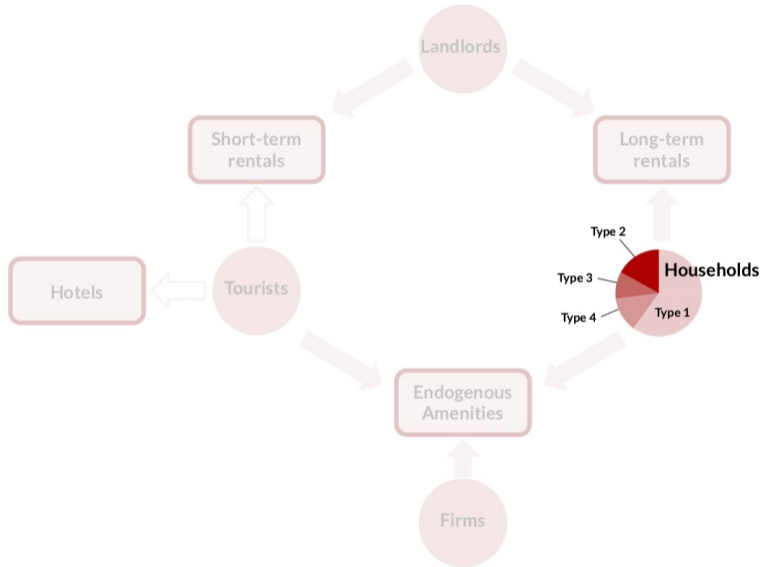 Landlords
Short-term
rentals
Long-term
rentals
Type 2
Households
Type 3
Type 1
Type 4
Hotels
Tourists
Endogenous
Amenities
Firms